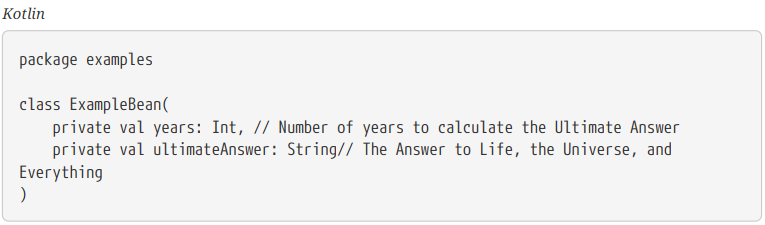 Kotlin
package examples
class ExampleBean(
private val years: Int, // Number of years to calculate the Ultimate Answer
private val ultimateAnswer: String// The Answer to Life, the Universe, and
Everything
)